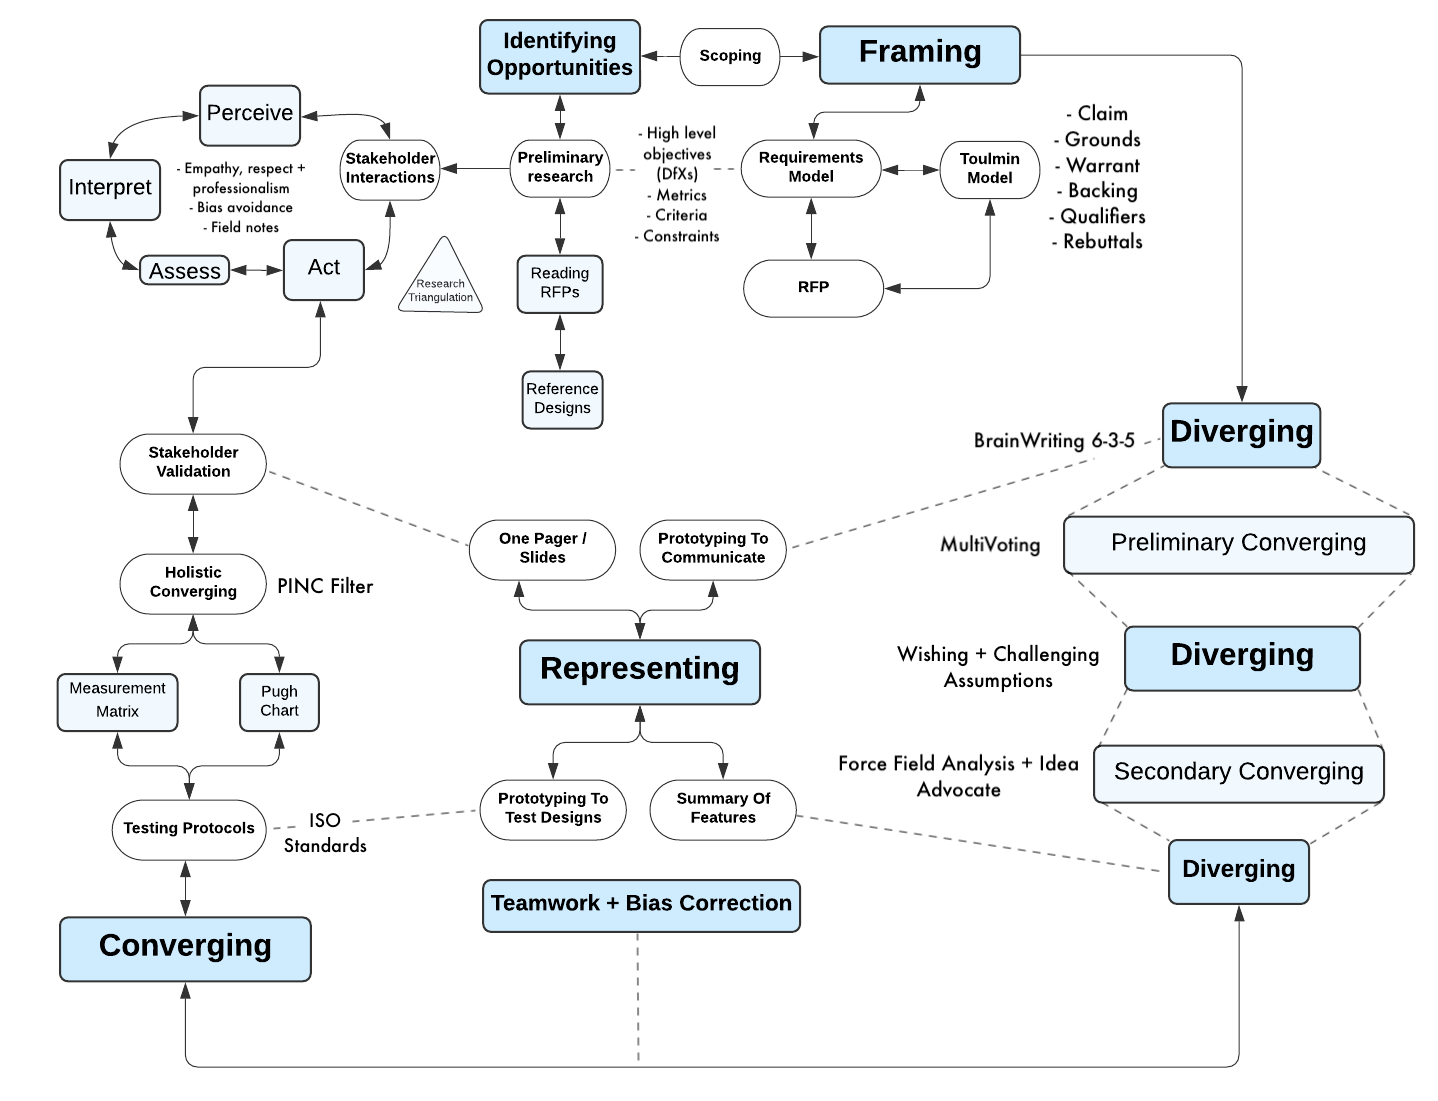 Identifying
Opportunities
Scoping
Framing
Perceive
Interpret
- Empathy, respect +
professionalism
- Bias avoidance
- Field notes
Assess
Act
Stakeholder
Interactions
Research
Triangulation
Preliminary
research
Reading
RFPs
Reference
Designs
- High level
objectives
(DfXs)
- Metrics
- Criteria
- Constraints
Requirements
Model
Toulmin
Model
RFP
- Claim
- Grounds
- Warrant
- Backing
- Qualifiers
- Rebuttals
Stakeholder
Validation
Holistic
Converging
PINC Filter
Measurement
Matrix
Pugh
Chart
Testing Protocols
ISO
Standards
Converging
One Pager /
Slides
Prototyping To
Communicate
Representing
Prototyping To
Test Designs
Summary Of
Features
Teamwork + Bias Correction
BrainWriting 6-3-5
Diverging
MultiVoting
Preliminary Converging
Wishing + Challenging
Assumptions
Diverging
Force Field Analysis + Idea
Advocate
Secondary Converging
Diverging